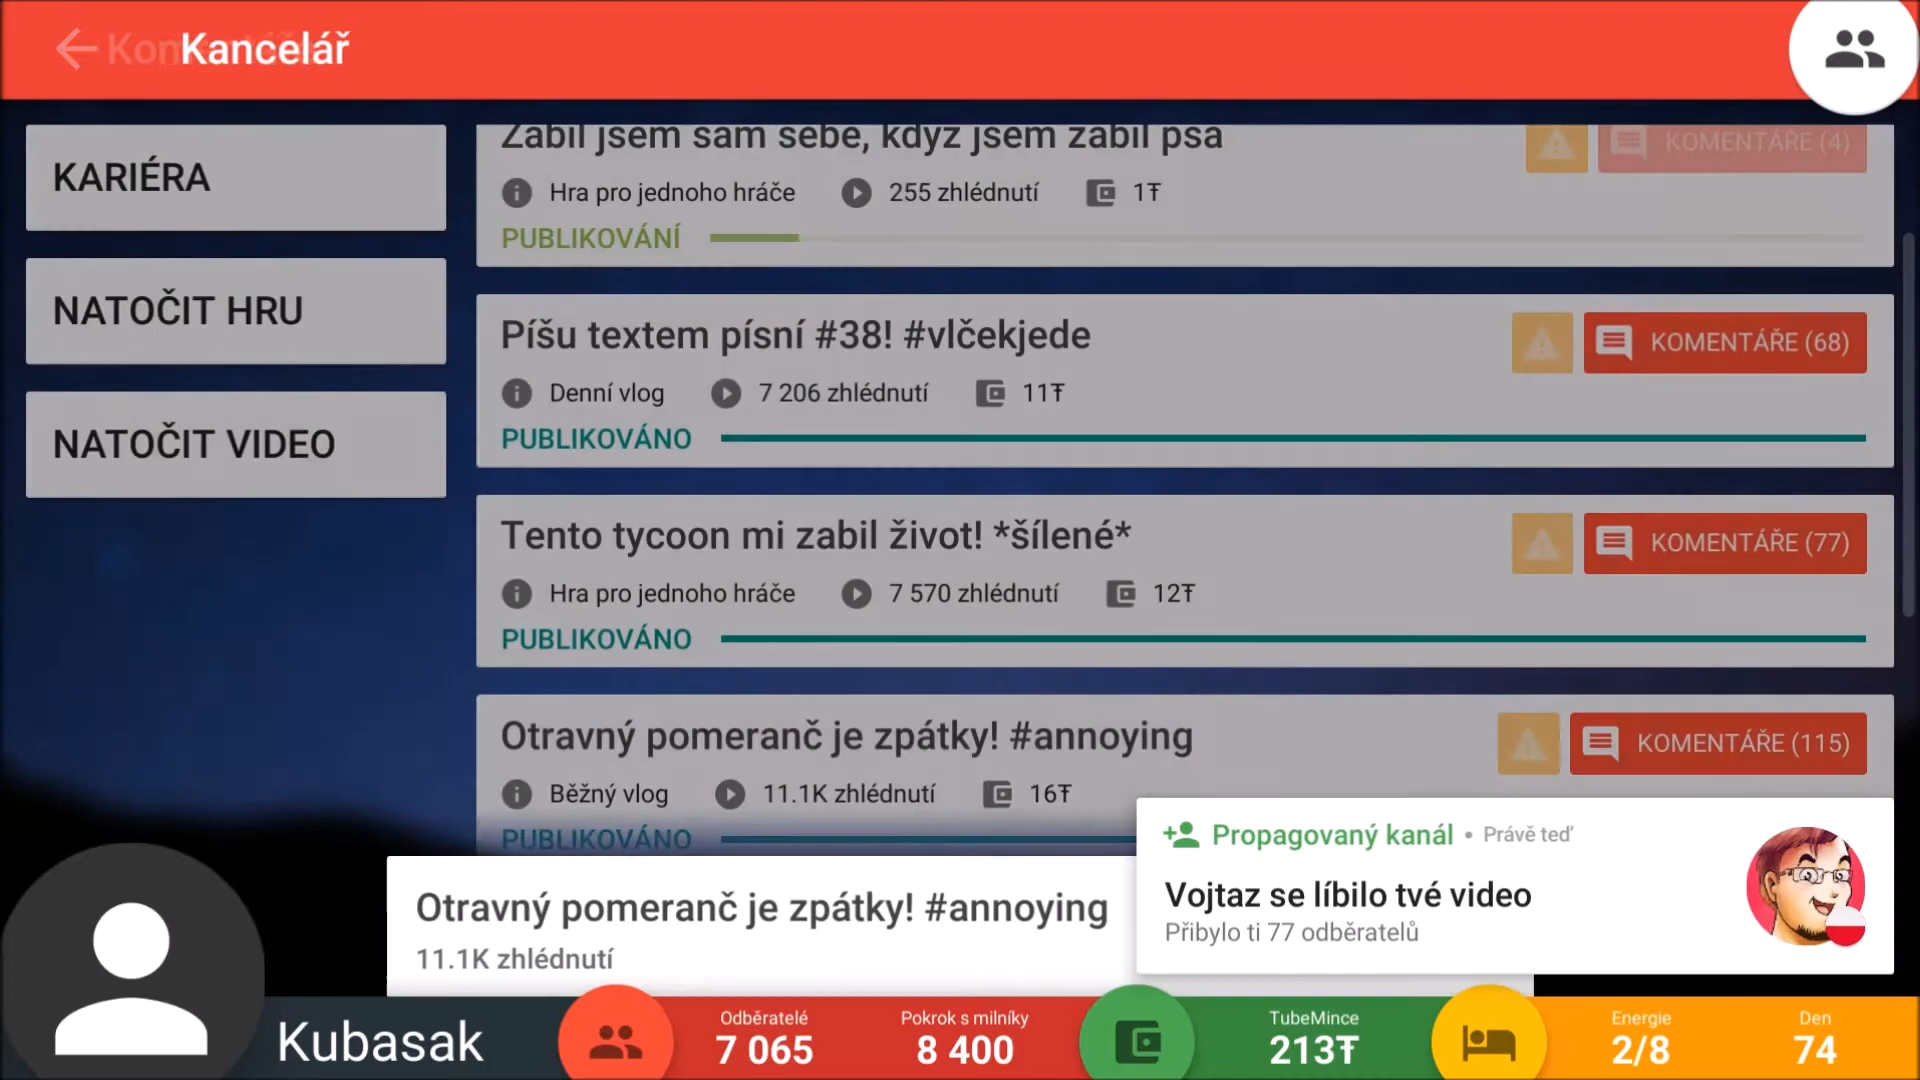 Kancelář
KARIÉRA
NATOČIT HRU
NATOČIT VIDEO
Zabil jsem sám sebe, když jsem zabil psa
KOMENTÁŘE (4)
Hra pro jednoho hráče 255 zhlédnutí 1Ŧ
PUBLIKOVÁNÍ
Píšu textem písní #38! #vlčekjede
KOMENTÁŘE (68)
Denní vlog 7 206 zhlédnutí 11Ŧ
PUBLIKOVÁNO
Tento tycoon mi zabil život! *šílené*
KOMENTÁŘE (77)
Hra pro jednoho hráče 7 570 zhlédnutí 12Ŧ
PUBLIKOVÁNO
Otravný pomeranč je zpátky! #annoying
KOMENTÁŘE (115)
Běžný vlog 11.1K zhlédnutí 16Ŧ
PUBLIKOVÁNO
Propagovaný kanál • Právě teď
Vojtaz se líbilo tvé video
Přibylo ti 77 odběratelů
Otravný pomeranč je zpátky! #annoying
11.1K zhlédnutí
Kubasak
Odběratelé
7 065
Pokrok s milníky
8 400
TubeMince
213Ŧ
Energie
2/8
Den
74